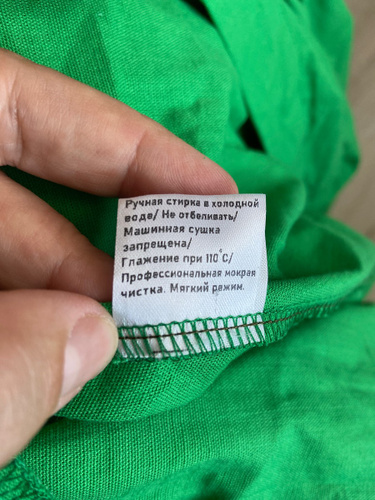 Ручная стирка в холодной
воде/ Не отбеливать/
Машинная сушка
запрещена/
Глажение при 110°С/
Профессиональная мокрая
чистка. Мягкий режим.